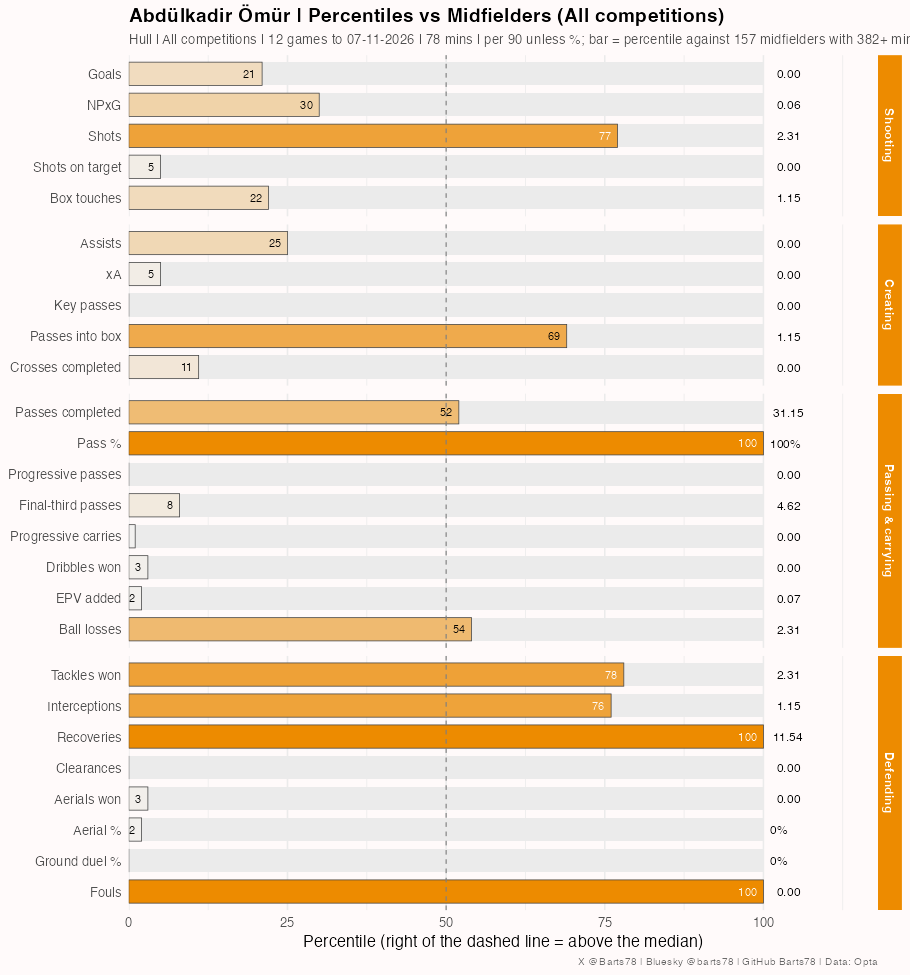 Abdülkadir Ömür | Percentiles vs Midfielders (All competitions)
Hull | All competitions | 12 games to 07-11-2026 | 78 mins | per 90 unless %; bar = percentile against 157 midfielders with 382+
Goals 21 0.00
NPxG 30 0.06
Shots 77 2.31
Shots on target 5 0.00
Box touches 22 1.15
Shooting
Assists 25 0.00
xA 5 0.00
Key passes 0.00
Passes into box 69 1.15
Crosses completed 11 0.00
Creating
Passes completed 52 31.15
Pass % 100 100%
Progressive passes 0.00
Final-third passes 8 4.62
Progressive carries 0.00
Dribbles won 3 0.00
EPV added 2 0.07
Ball losses 54 2.31
Passing & carrying
Tackles won 78 2.31
Interceptions 76 1.15
Recoveries 100 11.54
Clearances 0.00
Aerials won 3 0.00
Aerial % 2 0%
Ground duel % 0%
Fouls 100 0.00
Defending
0 25 50 75 100
Percentile (right of the dashed line = above the median)
X @Barts78 | Bluesky @barts78 | GitHub Barts78 | Data: Opta